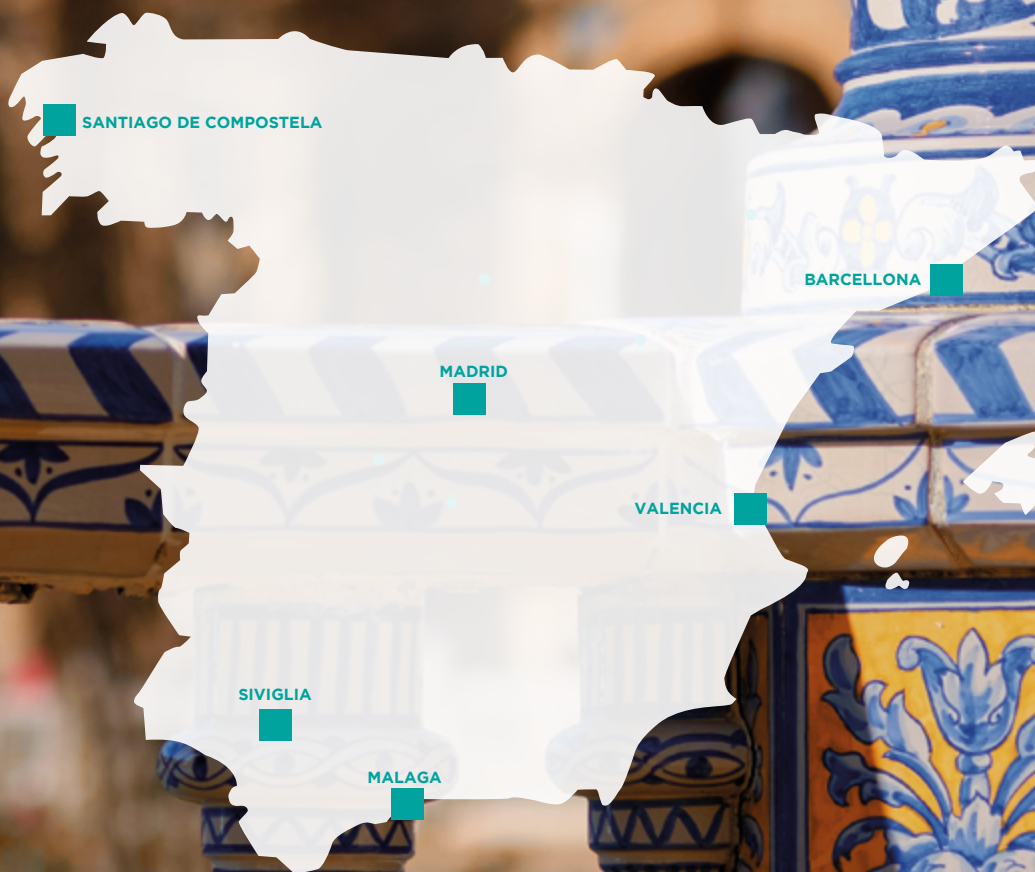 SANTIAGO DE COMPOSTELA
BARCELLONA
MADRID
VALENCIA
SIVIGLIA
MALAGA